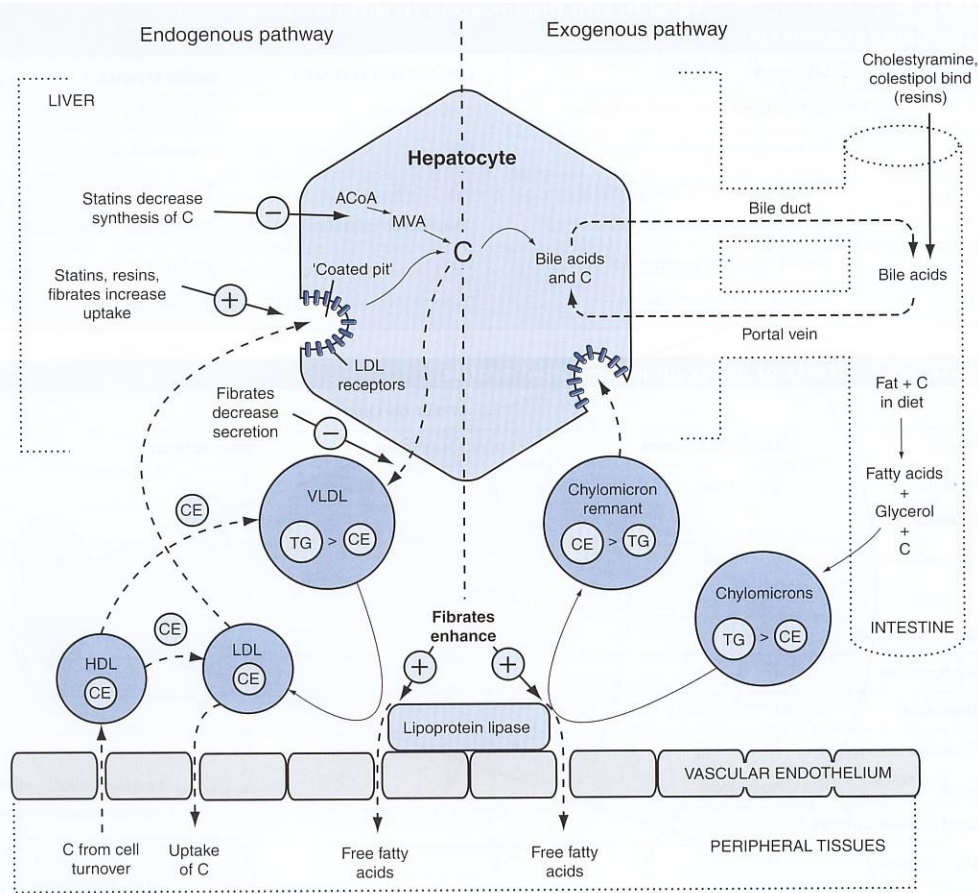 Endogenous pathway
Exogenous pathway
Cholestyramine,
colestipol bind
(resins)
LIVER
Hepatocyte
Statins decrease
synthesis of C
−
ACoA
MVA
C
Bile acids
and C
Bile duct
Bile acids
Portal vein
Statins, resins,
fibrates increase
uptake
+
'Coated pit'
LDL
receptors
Fibrates
decrease
secretion
−
Fat + C
in diet
Fatty acids
+
Glycerol
+
C
INTESTINE
VLDL
TG > CE
CE
Chylomicron
remnant
CE > TG
Chylomicrons
TG > CE
Fibrates
enhance
+
+
HDL
CE
CE
LDL
CE
Lipoprotein lipase
VASCULAR ENDOTHELIUM
C from cell
turnover
Uptake
of C
Free fatty
acids
Free fatty
acids
PERIPHERAL TISSUES